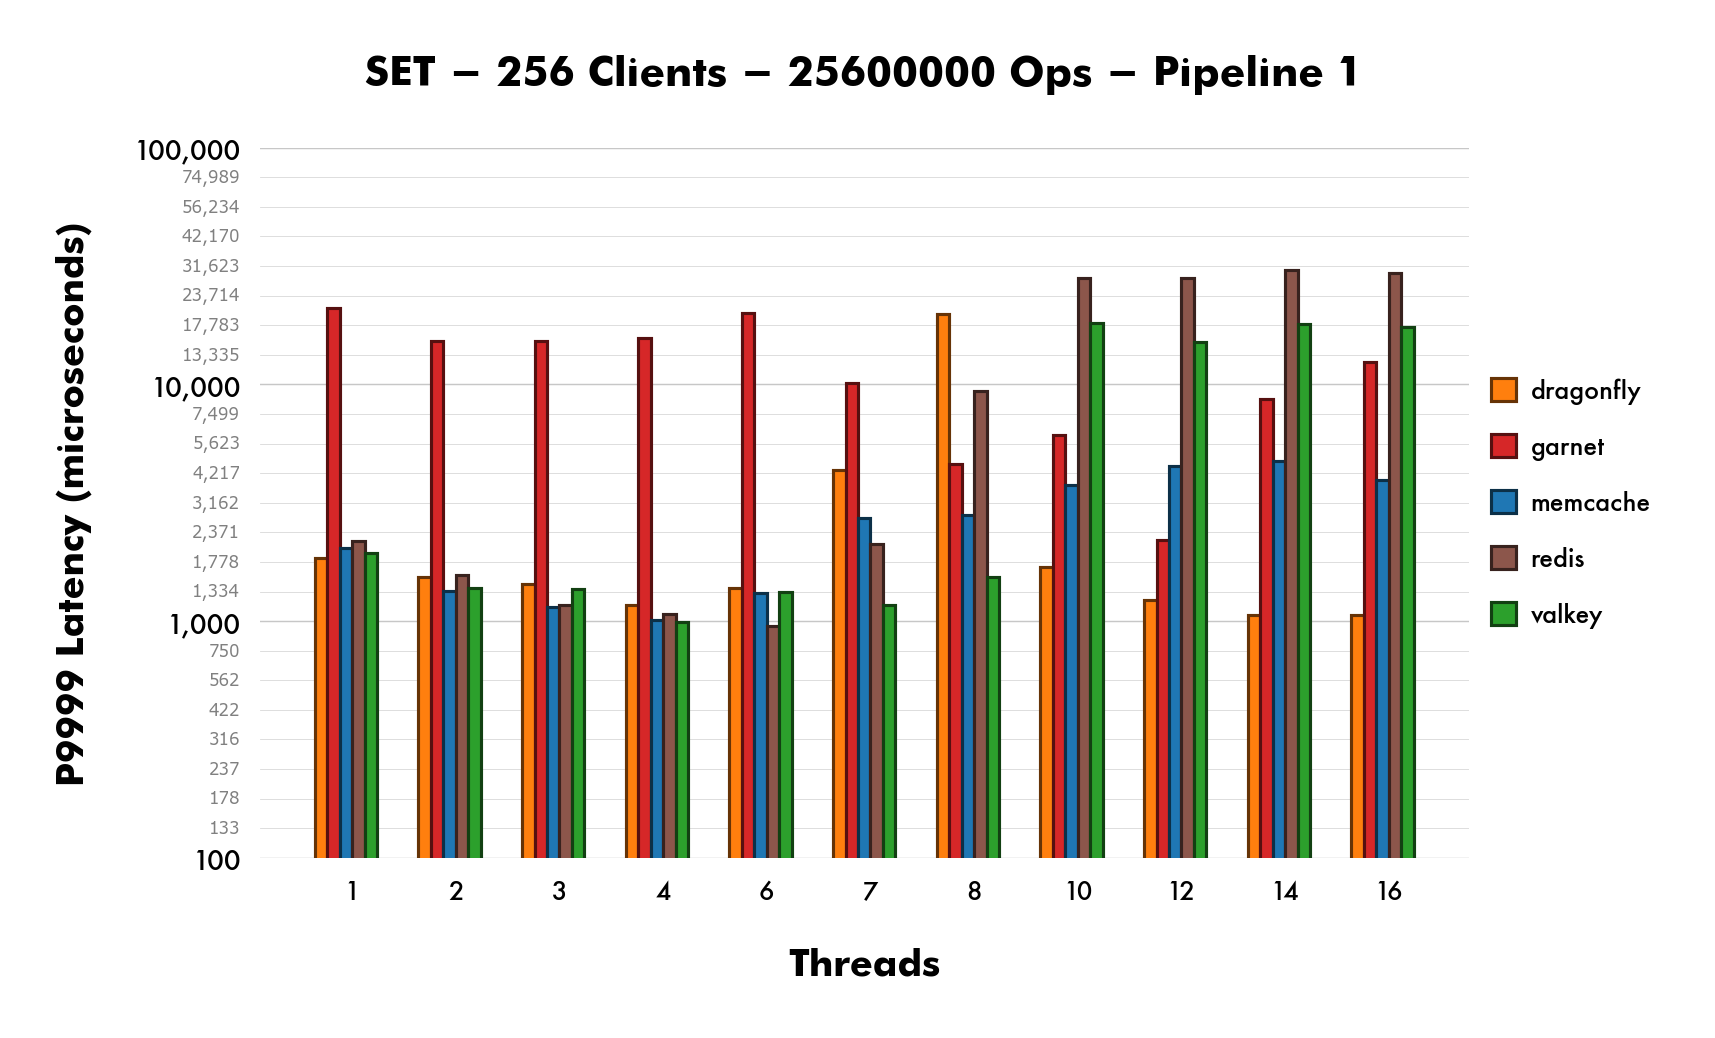 SET – 256 Clients – 25600000 Ops – Pipeline 1
P9999 Latency (microseconds)
100,000
74,989
56,234
42,170
31,623
23,714
17,783
13,335
10,000
7,499
5,623
4,217
3,162
2,371
1,778
1,334
1,000
750
562
422
316
237
178
133
100
dragonfly
garnet
memcache
redis
valkey
1 2 3 4 6 7 8 10 12 14 16
Threads